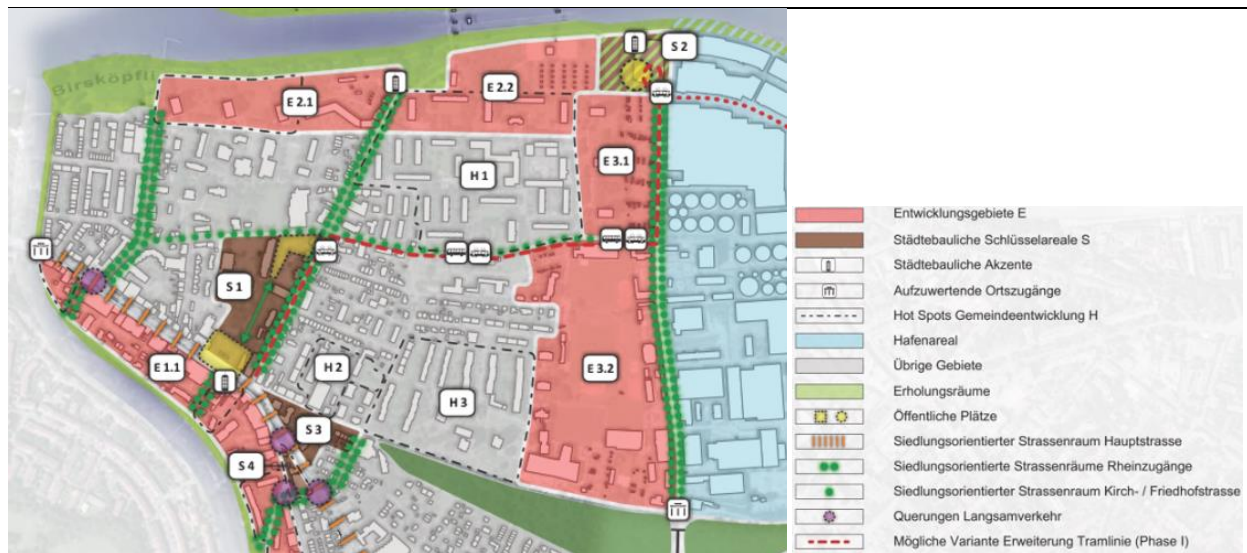 Birsköpfli
S 2
E 2.2
E 2.1
E 3.1
H 1
S 1
E 1.1
H 2
H 3
E 3.2
S 3
S 4
Entwicklungsgebiete E
Städtebauliche Schlüsselareale S
Städtebauliche Akzente
Aufzuwertende Ortszugänge
Hot Spots Gemeindeentwicklung H
Hafenareal
Übrige Gebiete
Erholungsräume
Öffentliche Plätze
Siedlungsorientierter Strassenraum Hauptstrasse
Siedlungsorientierte Strassenräume Rheinzugänge
Siedlungsorientierter Strassenraum Kirch- / Friedhofstrasse
Querungen Langsamverkehr
Mögliche Variante Erweiterung Tramlinie (Phase I)